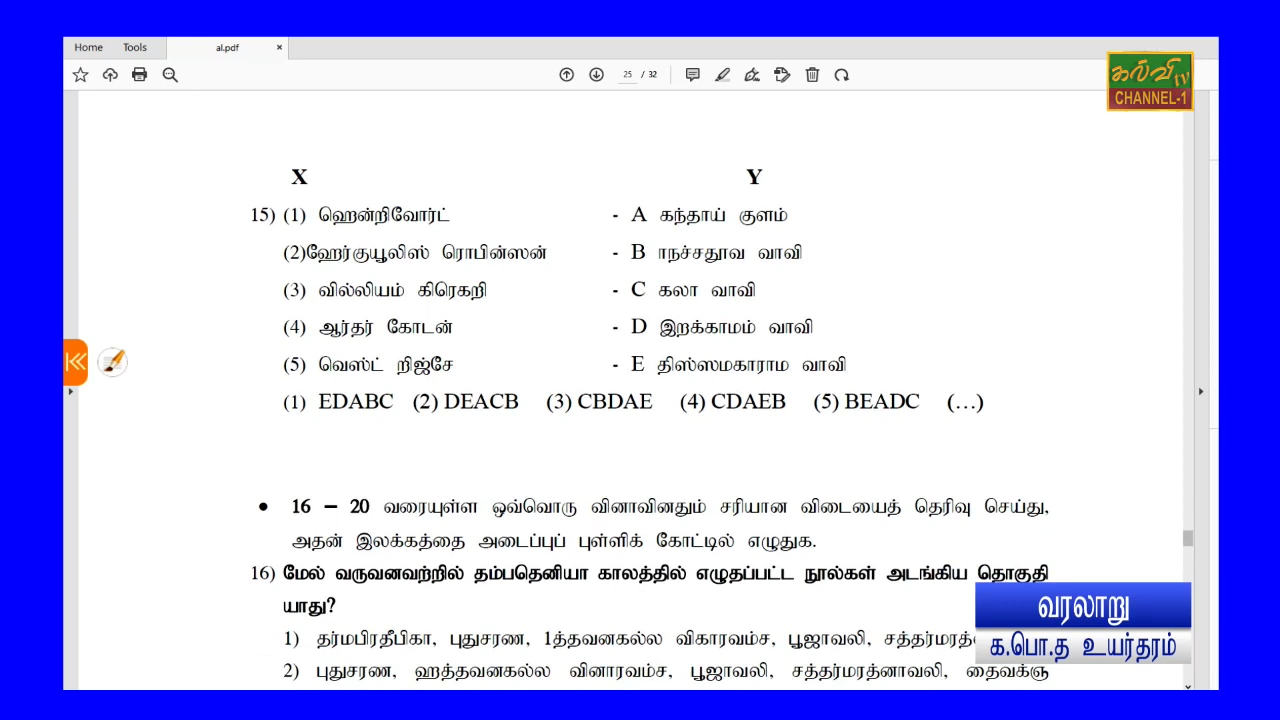 Home Tools al.pdf ×
25 / 32
கல்வி TV
CHANNEL-1
X Y
15) (1) ஹென்றிவோர்ட் - A கந்தாய் குளம்
(2)ஹேர்குயூலிஸ் ரொபின்ஸன் - B ாநச்சதூவ வாவி
(3) வில்லியம் கிரெகறி - C கலா வாவி
(4) ஆர்தர் கோடன் - D இறக்காமம் வாவி
(5) வெஸ்ட் றிஜ்சே - E திஸ்ஸமகாராம வாவி
(1) EDABC (2) DEACB (3) CBDAE (4) CDAEB (5) BEADC (…)
• 16 – 20 வரையுள்ள ஒவ்வொரு வினாவினதும் சரியான விடையைத் தெரிவு செய்து,
அதன் இலக்கத்தை அடைப்புப் புள்ளிக் கோட்டில் எழுதுக.
16) மேல் வருவனவற்றில் தம்பதெனியா காலத்தில் எழுதப்பட்ட நூல்கள் அடங்கிய தொகுதி
யாது?
1) தர்மபிரதீபிகா, புதுசரண, 1த்தவனகல்ல விகாரவம்ச, பூஜாவலி,
2) புதுசரண, ஹத்தவனகல்ல வினாரவம்ச, பூஜாவலி, சத்தர்மரத்னாவலி, தைவக்ஞ
வரலாறு
க.பொ.த உயர்தரம்